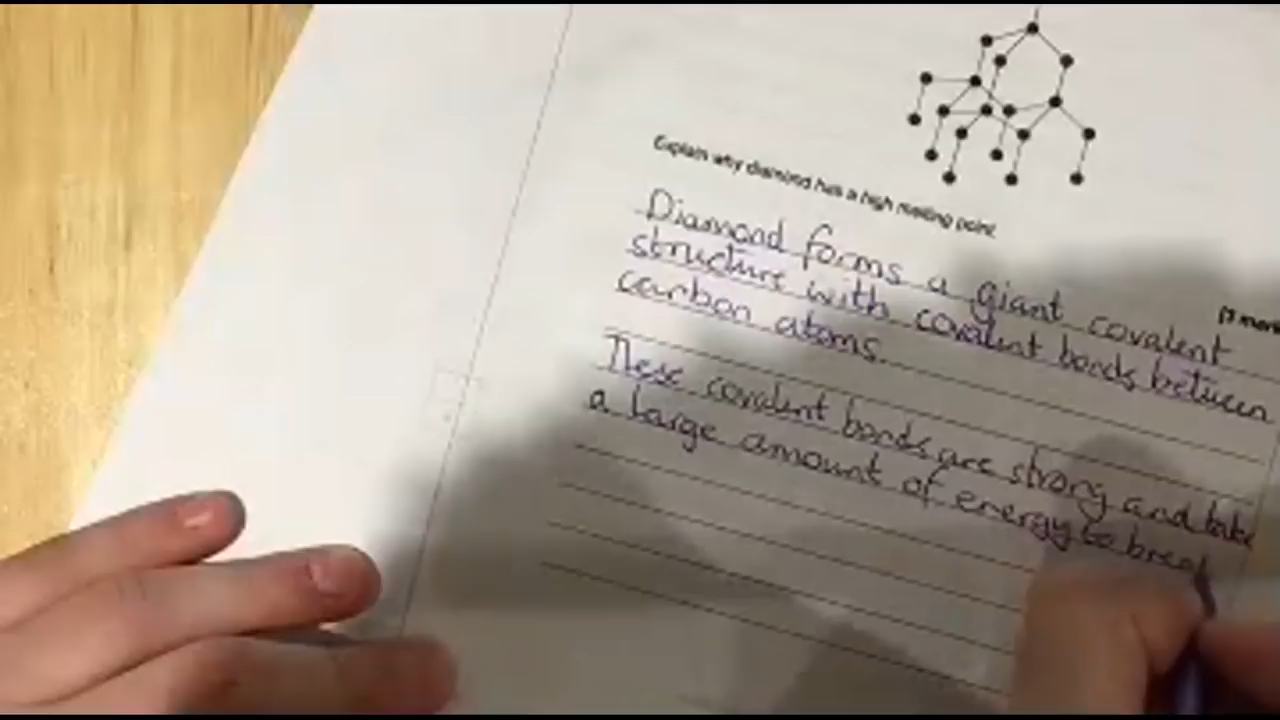 Explain why diamond has a high melting point
Diamond forms a giant covalent
structure with covalent bonds between
carbon atoms.
These covalent bonds are strong and take
a large amount of energy to break